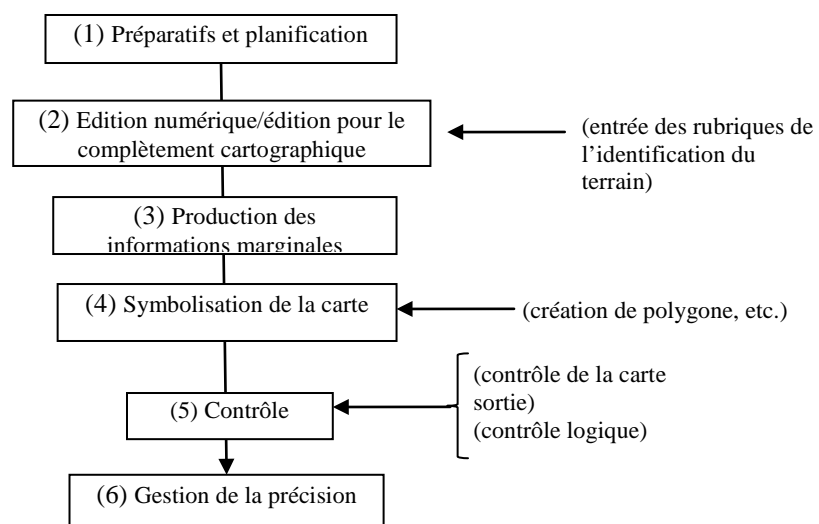 (1) Préparatifs et planification
(2) Edition numérique/édition pour le
complètement cartographique
(entrée des rubriques de
l’identification du
terrain)
(3) Production des
informations marginales
(4) Symbolisation de la carte
(création de polygone, etc.)
(5) Contrôle
(contrôle de la carte
sortie)
(contrôle logique)
(6) Gestion de la précision